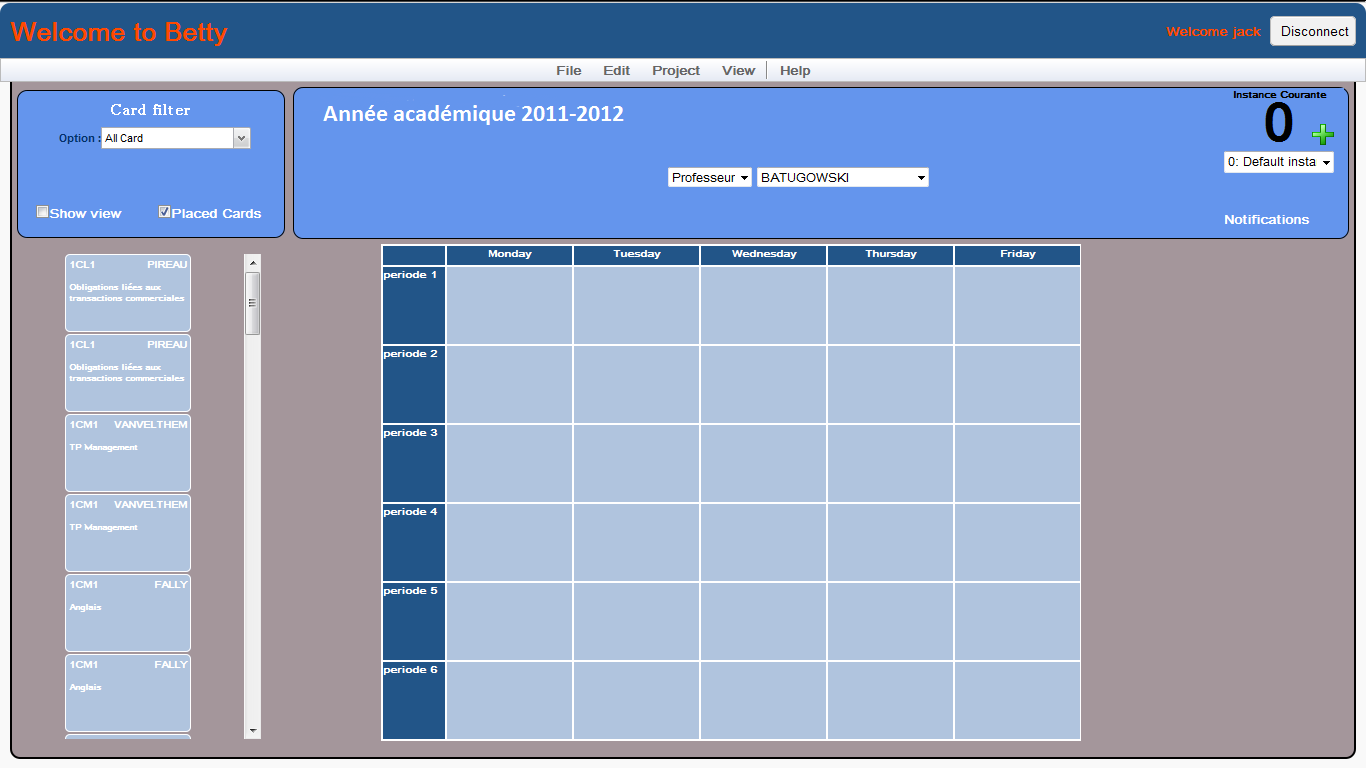 Welcome to Betty
Welcome jack
Disconnect
File Edit Project View Help
Card filter
Option : All Card
Show view Placed Cards
Année académique 2011-2012
Professeur BATUGOWSKI
Instance Courante
0
0: Default insta
Notifications
1CL1 PIREAU
Obligations liées aux
transactions commerciales
1CL1 PIREAU
Obligations liées aux
transactions commerciales
1CM1 VANVELTHEM
TP Management
1CM1 VANVELTHEM
TP Management
1CM1 FALLY
Anglais
1CM1 FALLY
Anglais
Monday Tuesday Wednesday Thursday Friday
periode 1
periode 2
periode 3
periode 4
periode 5
periode 6